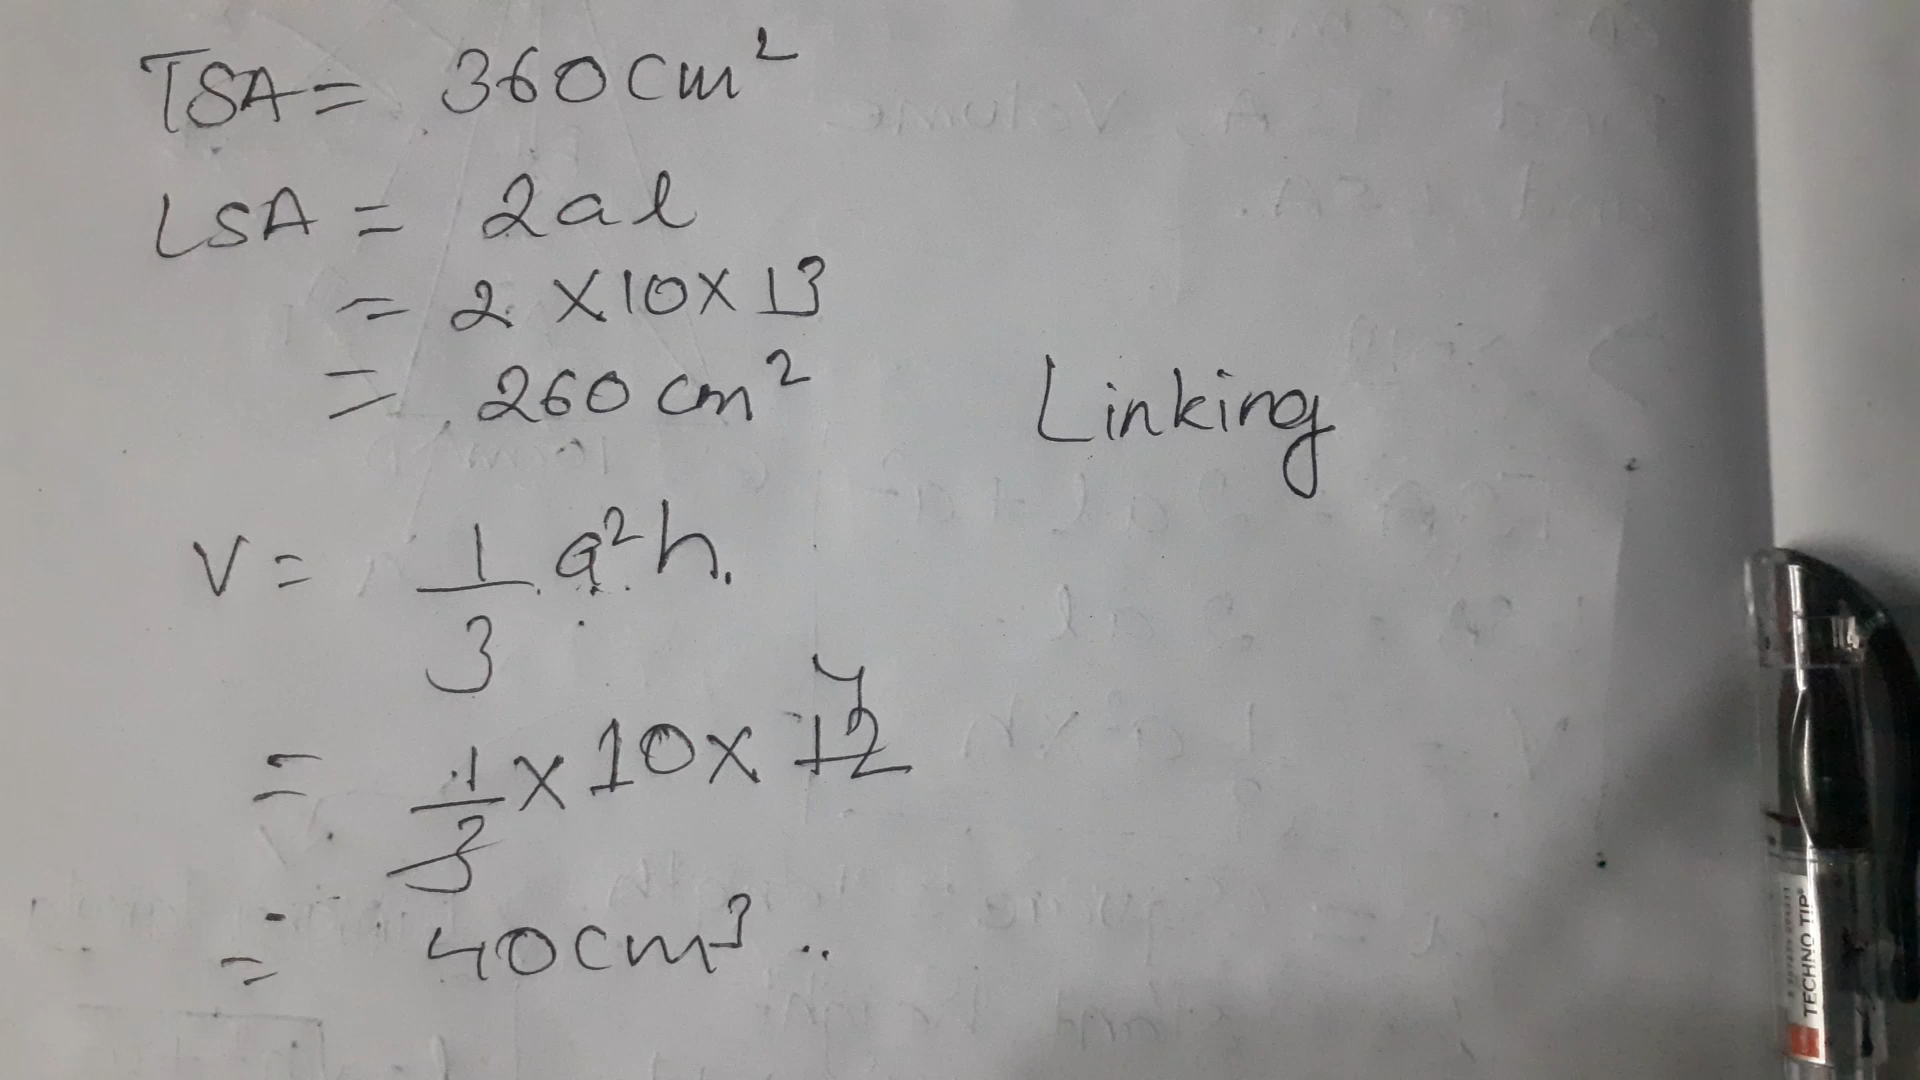 TSA = 360 cm²
LSA = 2al
= 2 × 10 × 13
= 260 cm²
Linking
V = 1/3 a²h.
4
= 1/3 × 10 × 12
= 40 cm³ ..
TECHNO TIP